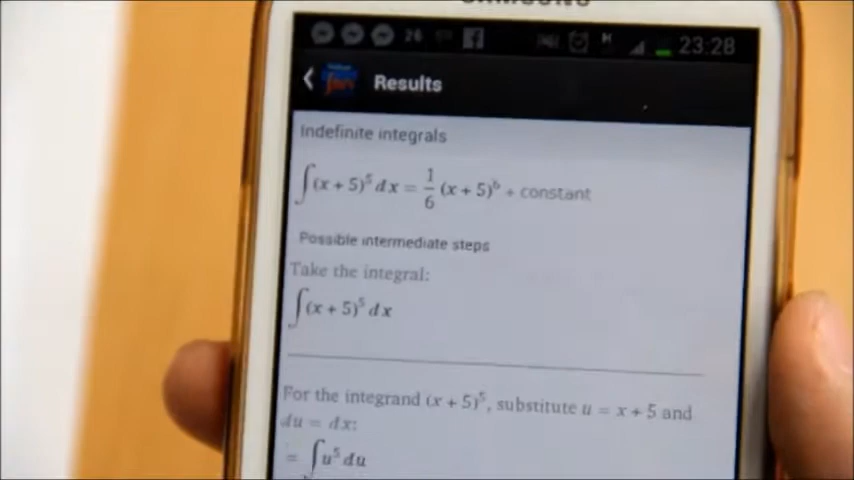 SAMSUNG
26 23:28
Results
Indefinite integrals
∫(x + 5)⁵ dx = 1/6 (x + 5)⁶ + constant
Possible intermediate steps
Take the integral:
∫(x + 5)⁵ dx
For the integrand (x + 5)⁵, substitute u = x + 5 and
du = dx:
= ∫u⁵ du